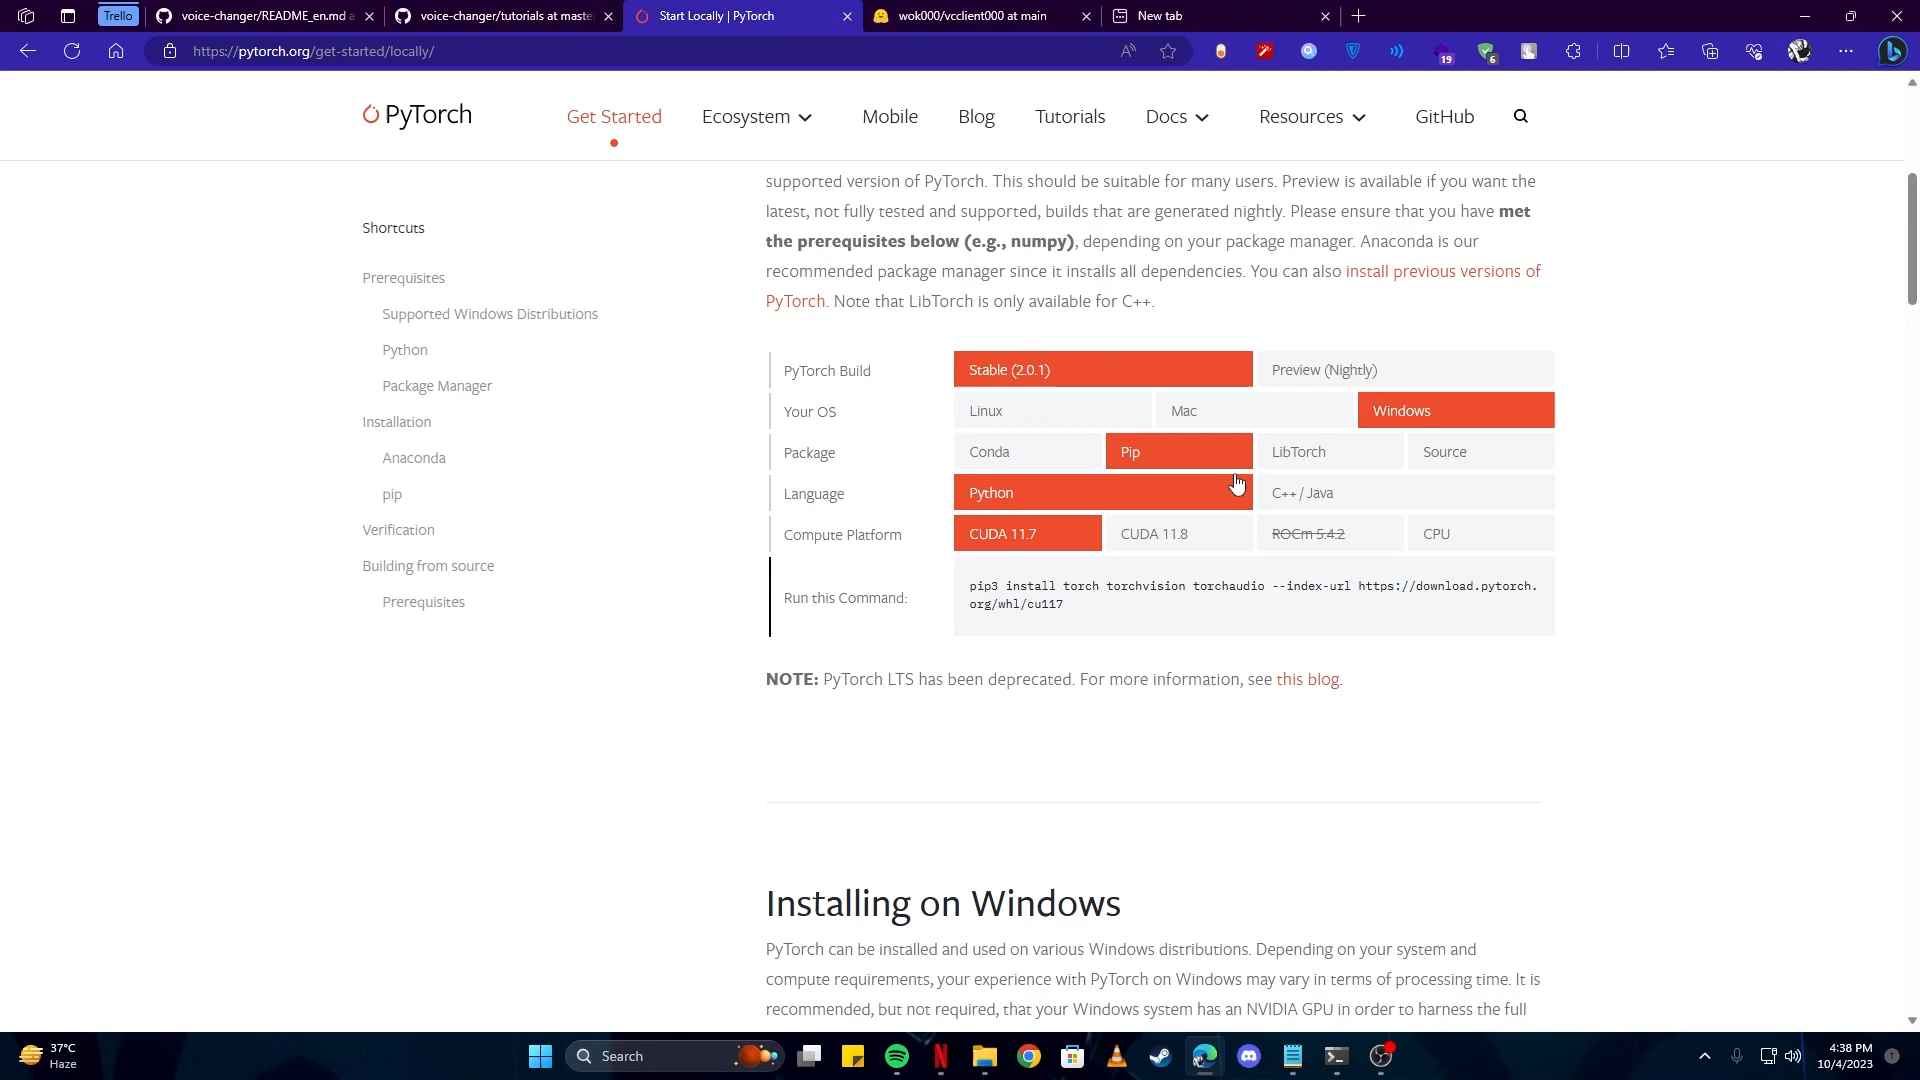 Trello
voice-changer/README_en.md a
voice-changer/tutorials at maste
Start Locally | PyTorch
wok000/vcclient000 at main
New tab
https://pytorch.org/get-started/locally/
19
6
PyTorch
Get Started
Ecosystem
Mobile
Blog
Tutorials
Docs
Resources
GitHub
Shortcuts
Prerequisites
Supported Windows Distributions
Python
Package Manager
Installation
Anaconda
pip
Verification
Building from source
Prerequisites
supported version of PyTorch. This should be suitable for many users. Preview is available if you want the
latest, not fully tested and supported, builds that are generated nightly. Please ensure that you have met
the prerequisites below (e.g., numpy), depending on your package manager. Anaconda is our
recommended package manager since it installs all dependencies. You can also install previous versions of
PyTorch. Note that LibTorch is only available for C++.
PyTorch Build
Stable (2.0.1)
Preview (Nightly)
Your OS
Linux
Mac
Windows
Package
Conda
Pip
LibTorch
Source
Language
Python
C++ / Java
Compute Platform
CUDA 11.7
CUDA 11.8
ROCm 5.4.2
CPU
Run this Command:
pip3 install torch torchvision torchaudio --index-url https://download.pytorch.
org/whl/cu117
NOTE: PyTorch LTS has been deprecated. For more information, see this blog.
Installing on Windows
PyTorch can be installed and used on various Windows distributions. Depending on your system and
compute requirements, your experience with PyTorch on Windows may vary in terms of processing time. It is
recommended, but not required, that your Windows system has an NVIDIA GPU in order to harness the full
37°C
Haze
Search
4:38 PM
10/4/2023
1